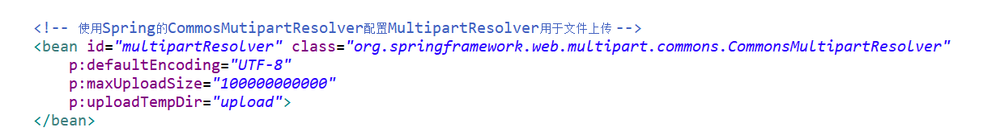 <!-- 使用Spring的CommosMutipartResolver配置MultipartResolver用于文件上传 -->
<bean id="multipartResolver" class="org.springframework.web.multipart.commons.CommonsMultipartResolver"
p:defaultEncoding="UTF-8"
p:maxUploadSize="100000000000"
p:uploadTempDir="upload">
</bean>